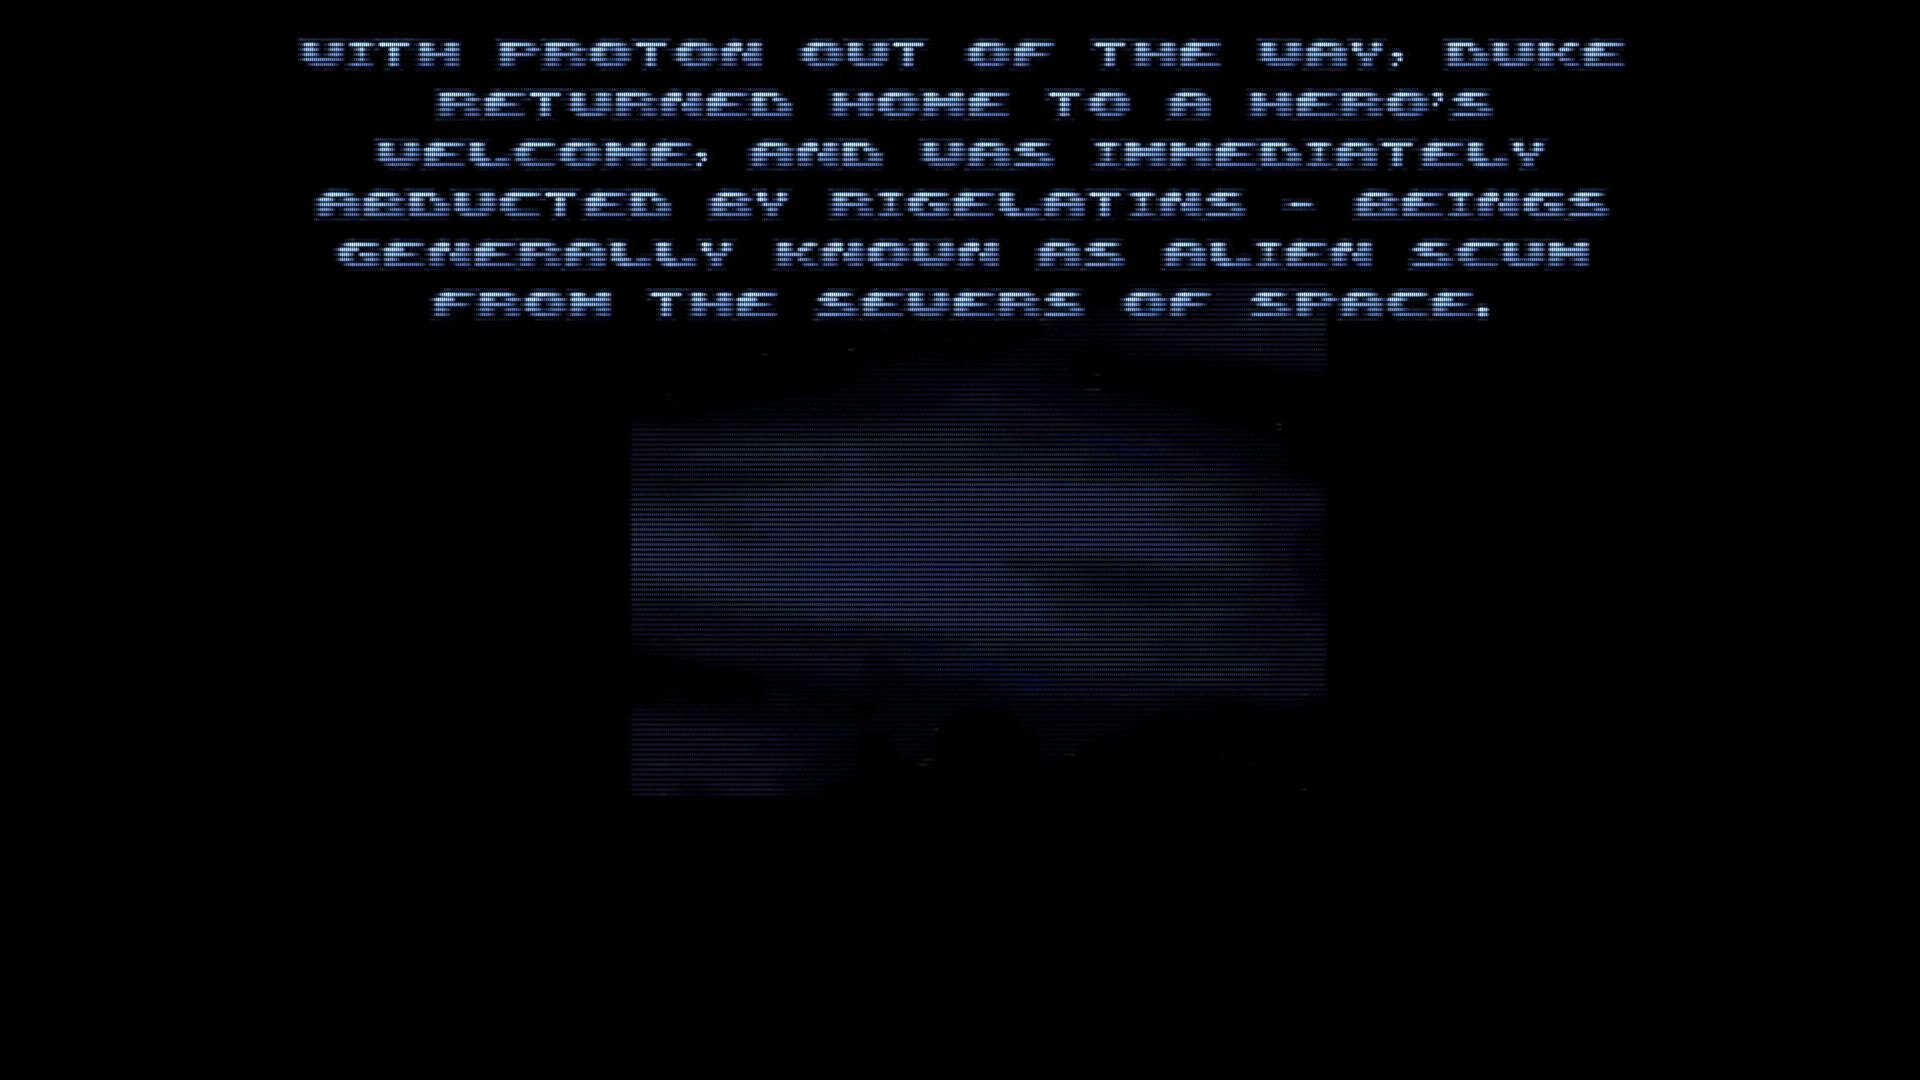 WITH PROTON OUT OF THE WAY, DUKE
RETURNED HOME TO A HERO'S
WELCOME; AND WAS IMMEDIATELY
ABDUCTED BY RIGELATINS - BEINGS
GENERALLY KNOWN AS ALIEN SCUM
FROM THE SEWERS OF SPACE.